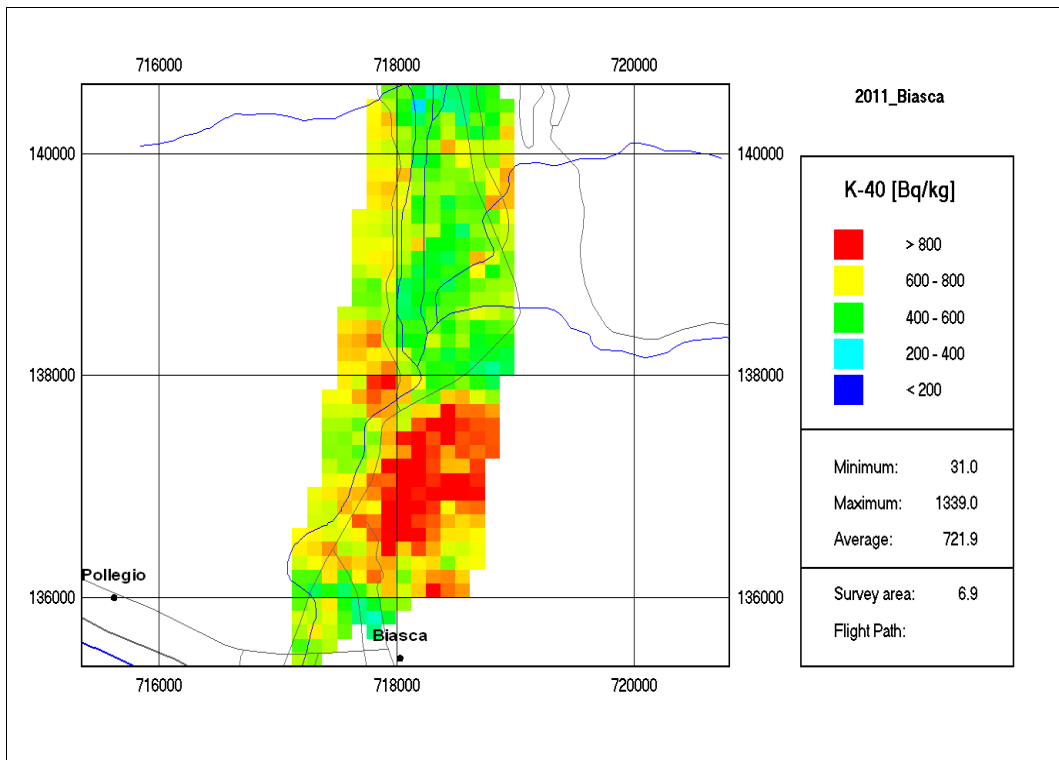 716000 718000 720000
2011_Biasca
140000 140000
K-40 [Bq/kg]
> 800
600 - 800
400 - 600
200 - 400
< 200
138000 138000
Minimum: 31.0
Maximum: 1339.0
Average: 721.9
Pollegio
136000 136000
Survey area: 6.9
Flight Path:
Biasca
716000 718000 720000